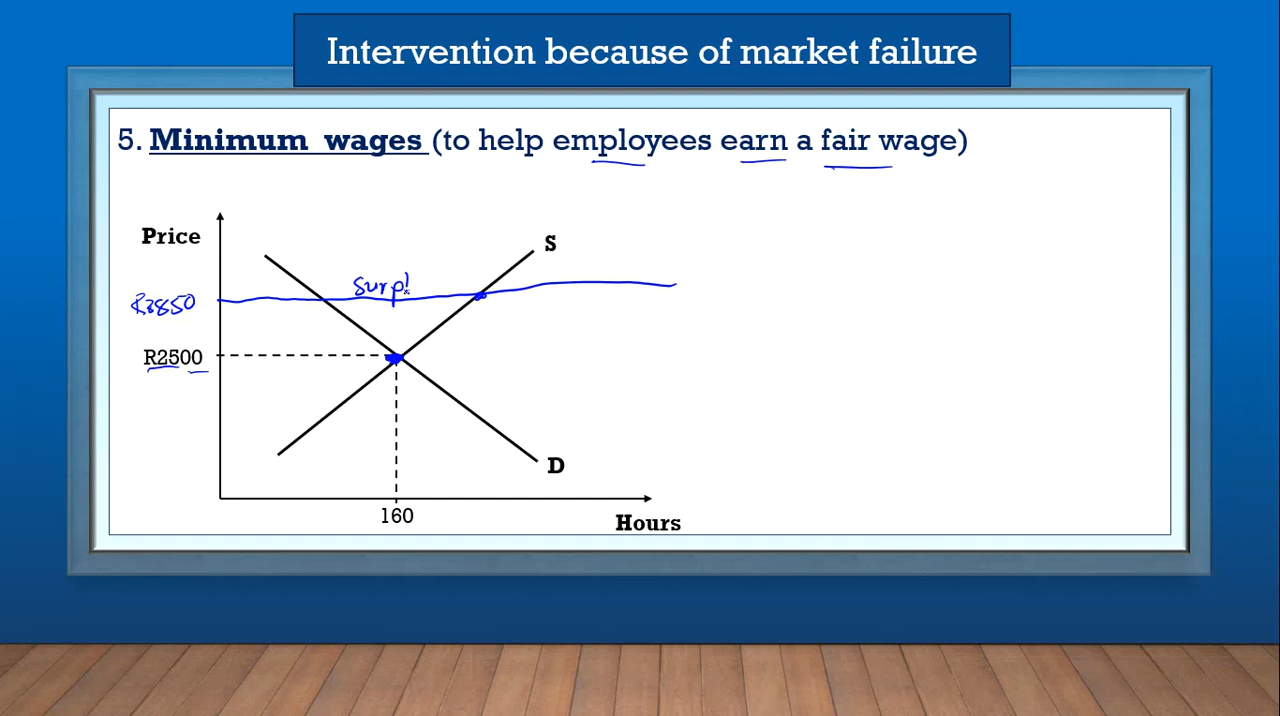 Intervention because of market failure
5. Minimum wages (to help employees earn a fair wage)
Price
S
Surpl
R3850
R2500
D
160
Hours